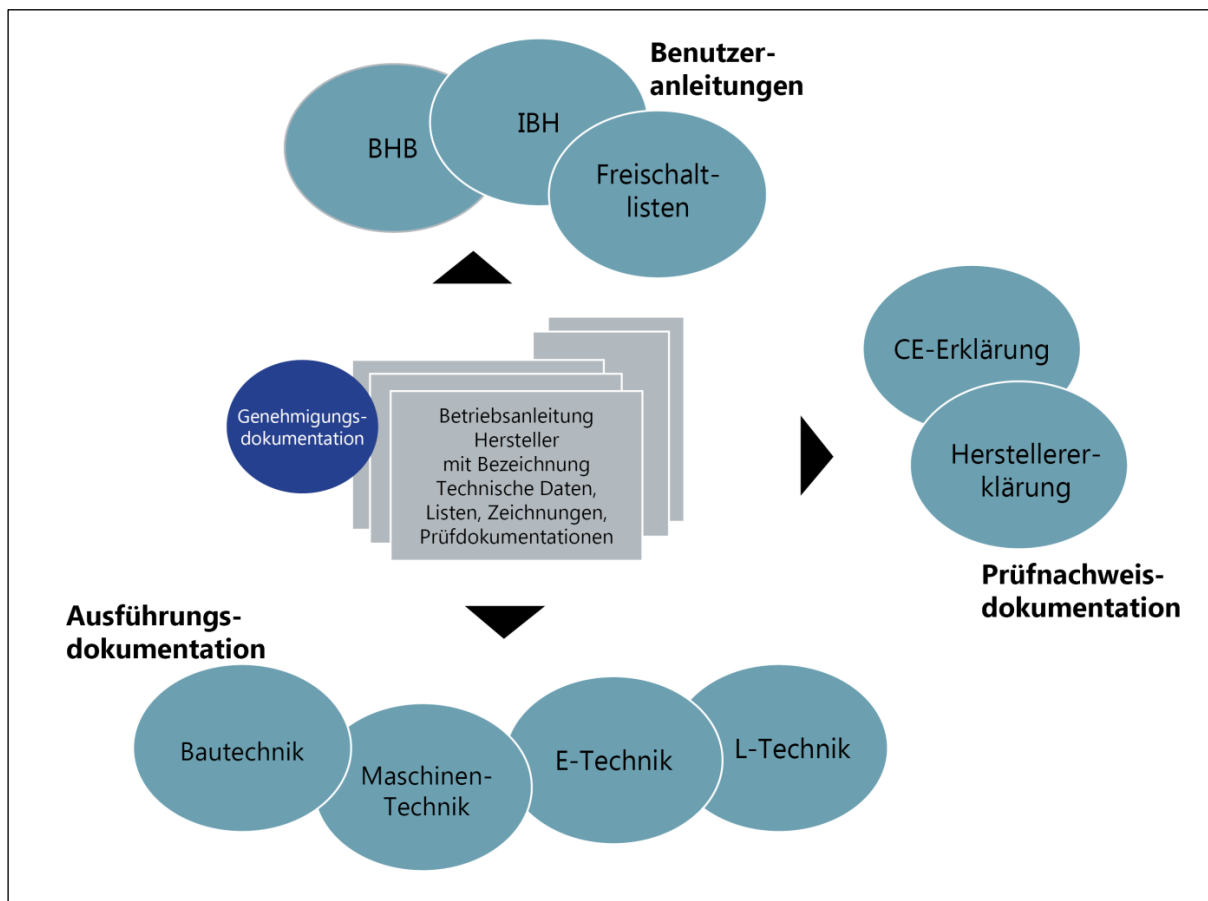 Benutzer-
anleitungen
BHB
IBH
Freischalt-
listen
Genehmigungs-
dokumentation
Betriebsanleitung
Hersteller
mit Bezeichnung
Technische Daten,
Listen, Zeichnungen,
Prüfdokumentationen
CE-Erklärung
Herstellerer-
klärung
Prüfnachweis-
dokumentation
Ausführungs-
dokumentation
Bautechnik
Maschinen-
Technik
E-Technik
L-Technik